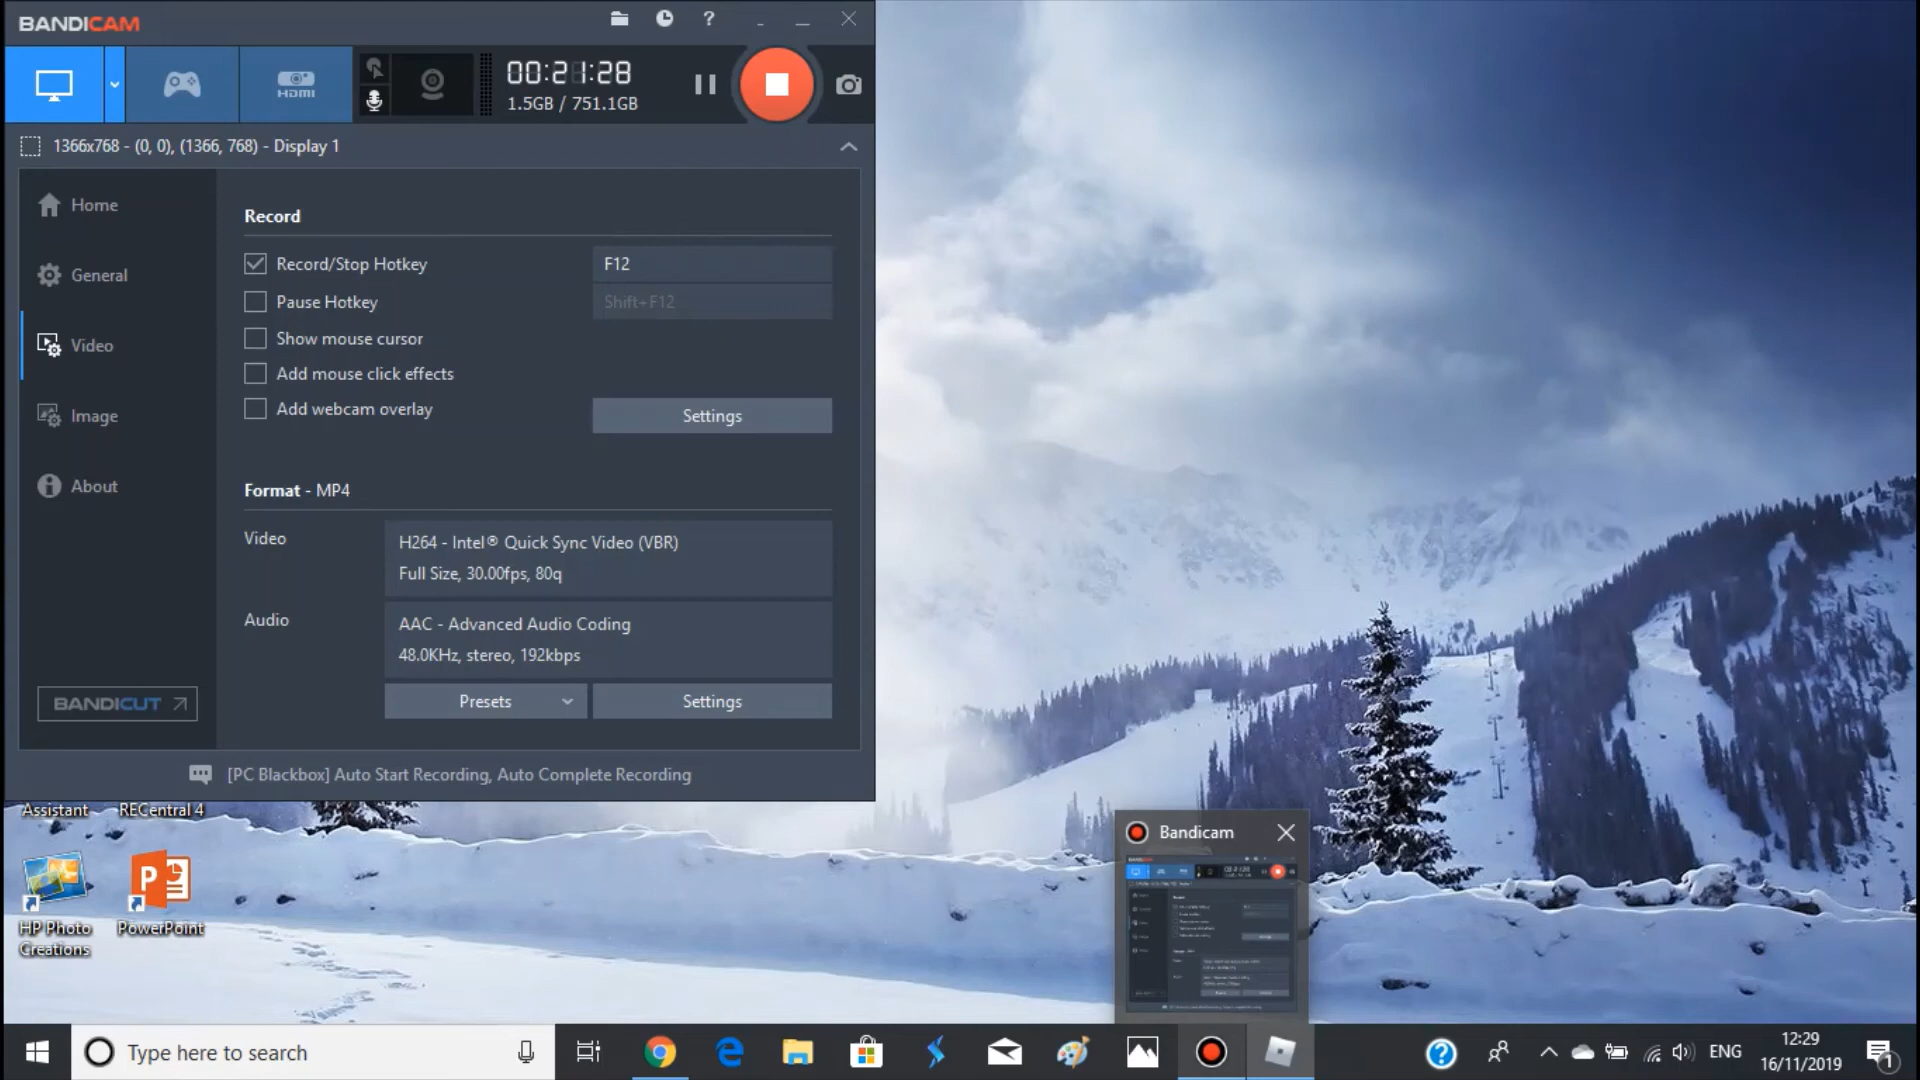 BANDICAM
?
HDMI
00:21:28
1.5GB / 751.1GB
1366x768 - (0, 0), (1366, 768) - Display 1
Home
General
Video
Image
About
BANDICUT
Record
Record/Stop Hotkey
F12
Pause Hotkey
Shift+F12
Show mouse cursor
Add mouse click effects
Add webcam overlay
Settings
Format - MP4
Video
H264 - Intel® Quick Sync Video (VBR)
Full Size, 30.00fps, 80q
Audio
AAC - Advanced Audio Coding
48.0KHz, stereo, 192kbps
Presets
Settings
[PC Blackbox] Auto Start Recording, Auto Complete Recording
Assistant
RECentral 4
HP Photo
Creations
PowerPoint
Bandicam
Type here to search
ENG
12:29
16/11/2019
1